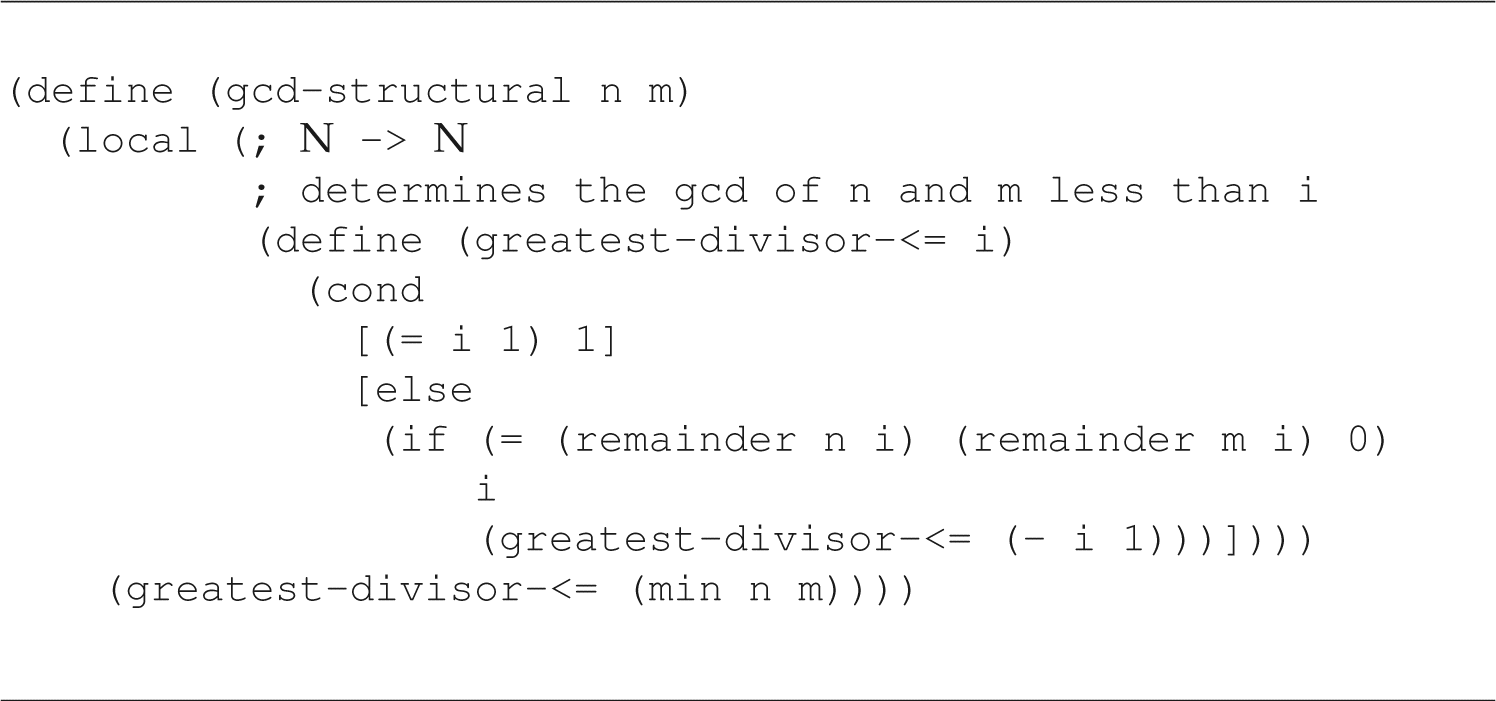 (define (gcd-structural n m)
  (local (; N -> N
          ; determines the gcd of n and m less than i
          (define (greatest-divisor-<= i)
            (cond
              [(= i 1) 1]
              [else
               (if (= (remainder n i) (remainder m i) 0)
                   i
                   (greatest-divisor-<= (- i 1)))])))
    (greatest-divisor-<= (min n m))))